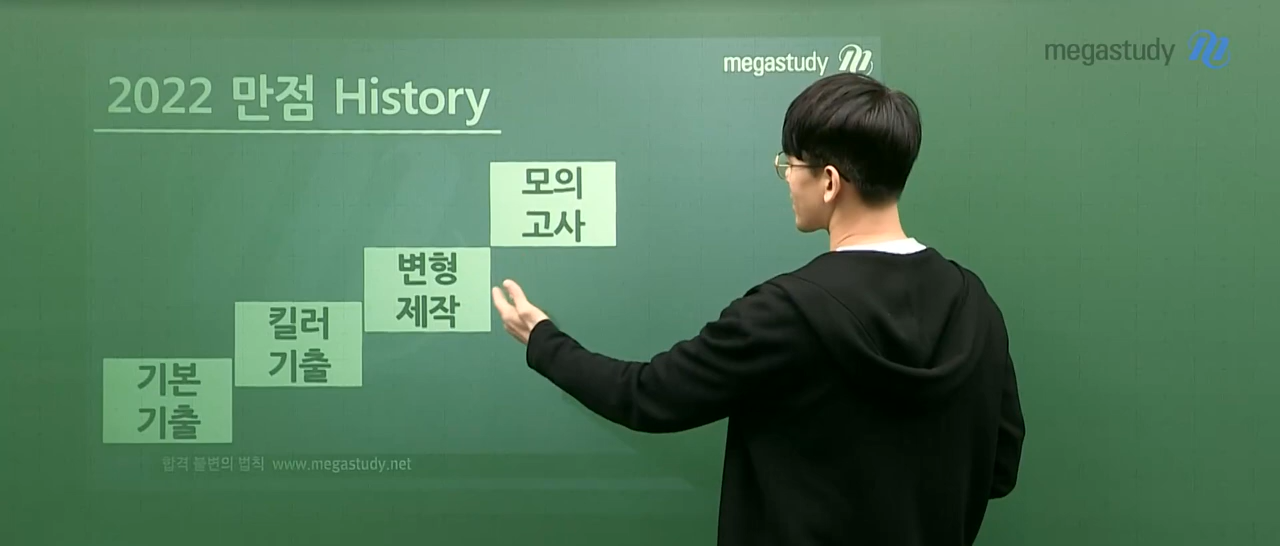 megastudy
megastudy
2022 만점 History
모의
고사
변형
제작
킬러
기출
기본
기출
합격 불변의 법칙 www.megastudy.net